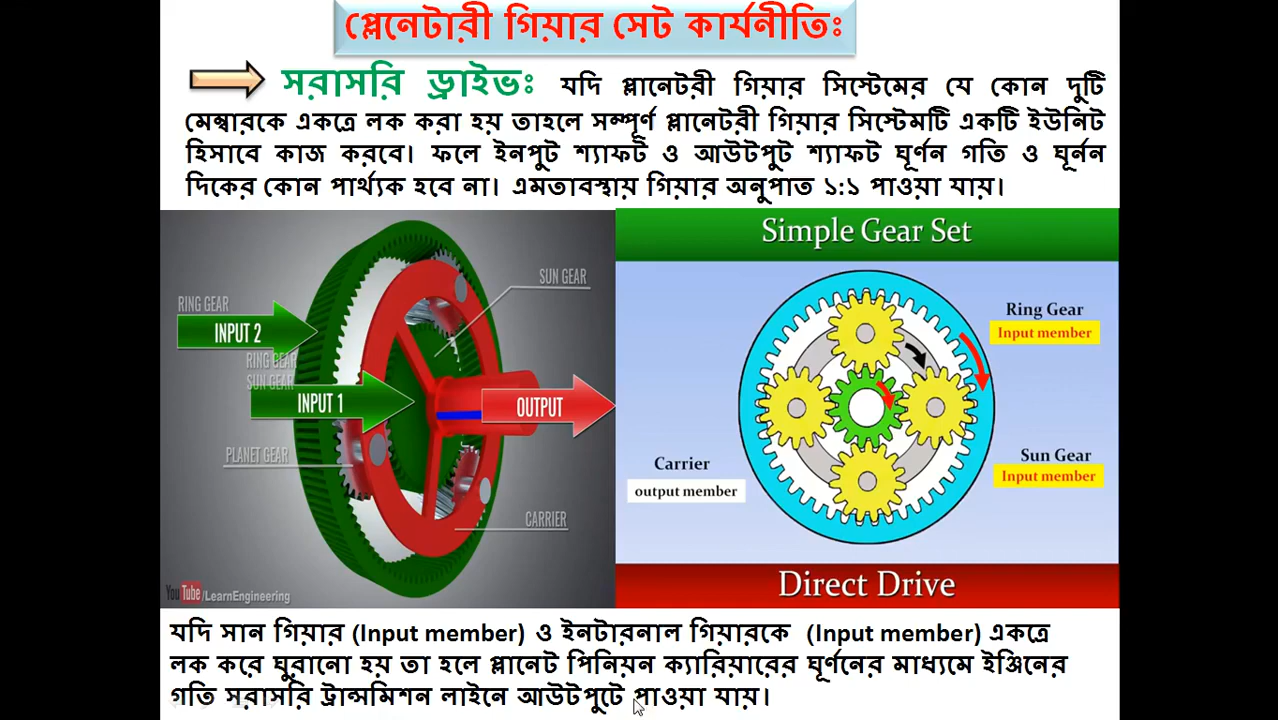 প্লেনেটারী গিয়ার সেট কার্যনীতিঃ
সরাসরি ড্রাইভঃ যদি প্লানেটরী গিয়ার সিস্টেমের যে কোন দুটি
মেম্বারকে একত্রে লক করা হয় তাহলে সম্পূর্ণ প্লানেটরী গিয়ার সিস্টেমটি একটি ইউনিট
হিসাবে কাজ করবে। ফলে ইনপুট শ্যাফট ও আউটপুট শ্যাফট ঘূর্ণন গতি ও ঘূর্নন
দিকের কোন পার্থ্যক হবে না। এমতাবস্থায় গিয়ার অনুপাত ১:১ পাওয়া যায়।
SUN GEAR
RING GEAR
INPUT 2
RING GEAR
SUN GEAR
INPUT 1
OUTPUT
PLANET GEAR
CARRIER
YouTube/LearnEngineering
Simple Gear Set
Ring Gear
Input member
Sun Gear
Input member
Carrier
output member
Direct Drive
যদি সান গিয়ার (Input member) ও ইনটারনাল গিয়ারকে (Input member) একত্রে
লক করে ঘুরানো হয় তা হলে প্লানেট পিনিয়ন ক্যারিয়ারের ঘূর্ণনের মাধ্যমে ইঞ্জিনের
গতি সরাসরি ট্রান্সমিশন লাইনে আউটপুটে পাওয়া যায়।